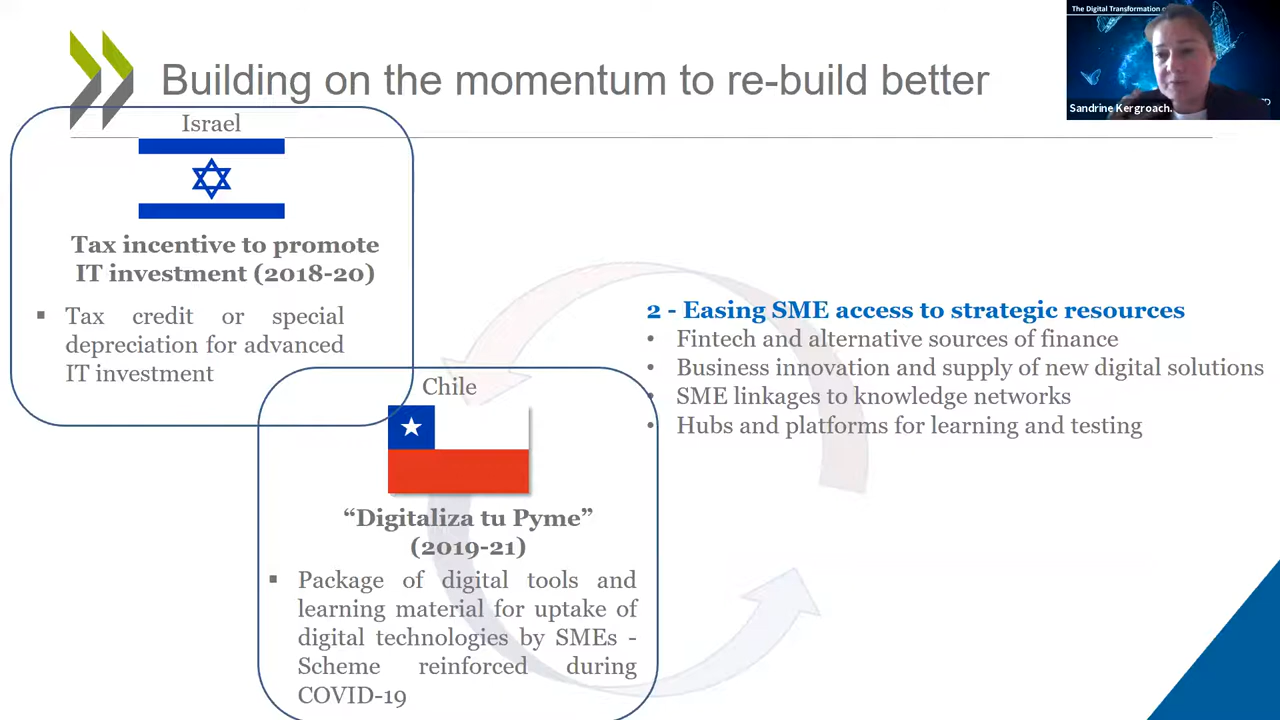 The Digital Transformation
Building on the momentum to re-build better
Sandrine Kergroach.
Israel
Tax incentive to promote
IT investment (2018-20)
▪ Tax credit or special
depreciation for advanced
IT investment
2 - Easing SME access to strategic resources
• Fintech and alternative sources of finance
• Business innovation and supply of new digital solutions
• SME linkages to knowledge networks
• Hubs and platforms for learning and testing
Chile
“Digitaliza tu Pyme”
(2019-21)
▪ Package of digital tools and
learning material for uptake of
digital technologies by SMEs -
Scheme reinforced during
COVID-19